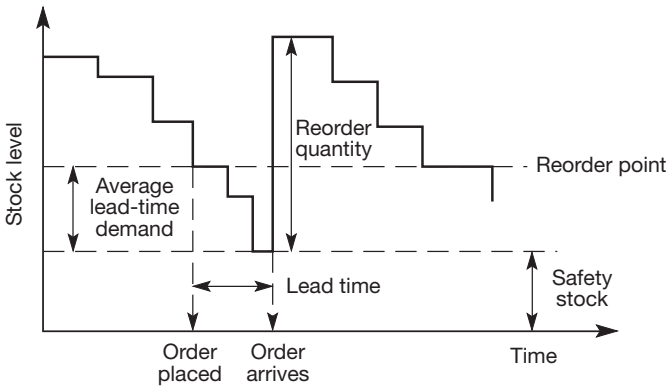 Stock level
Reorder
quantity
Reorder point
Average
lead-time
demand
Lead time
Safety
stock
Order
placed
Order
arrives
Time